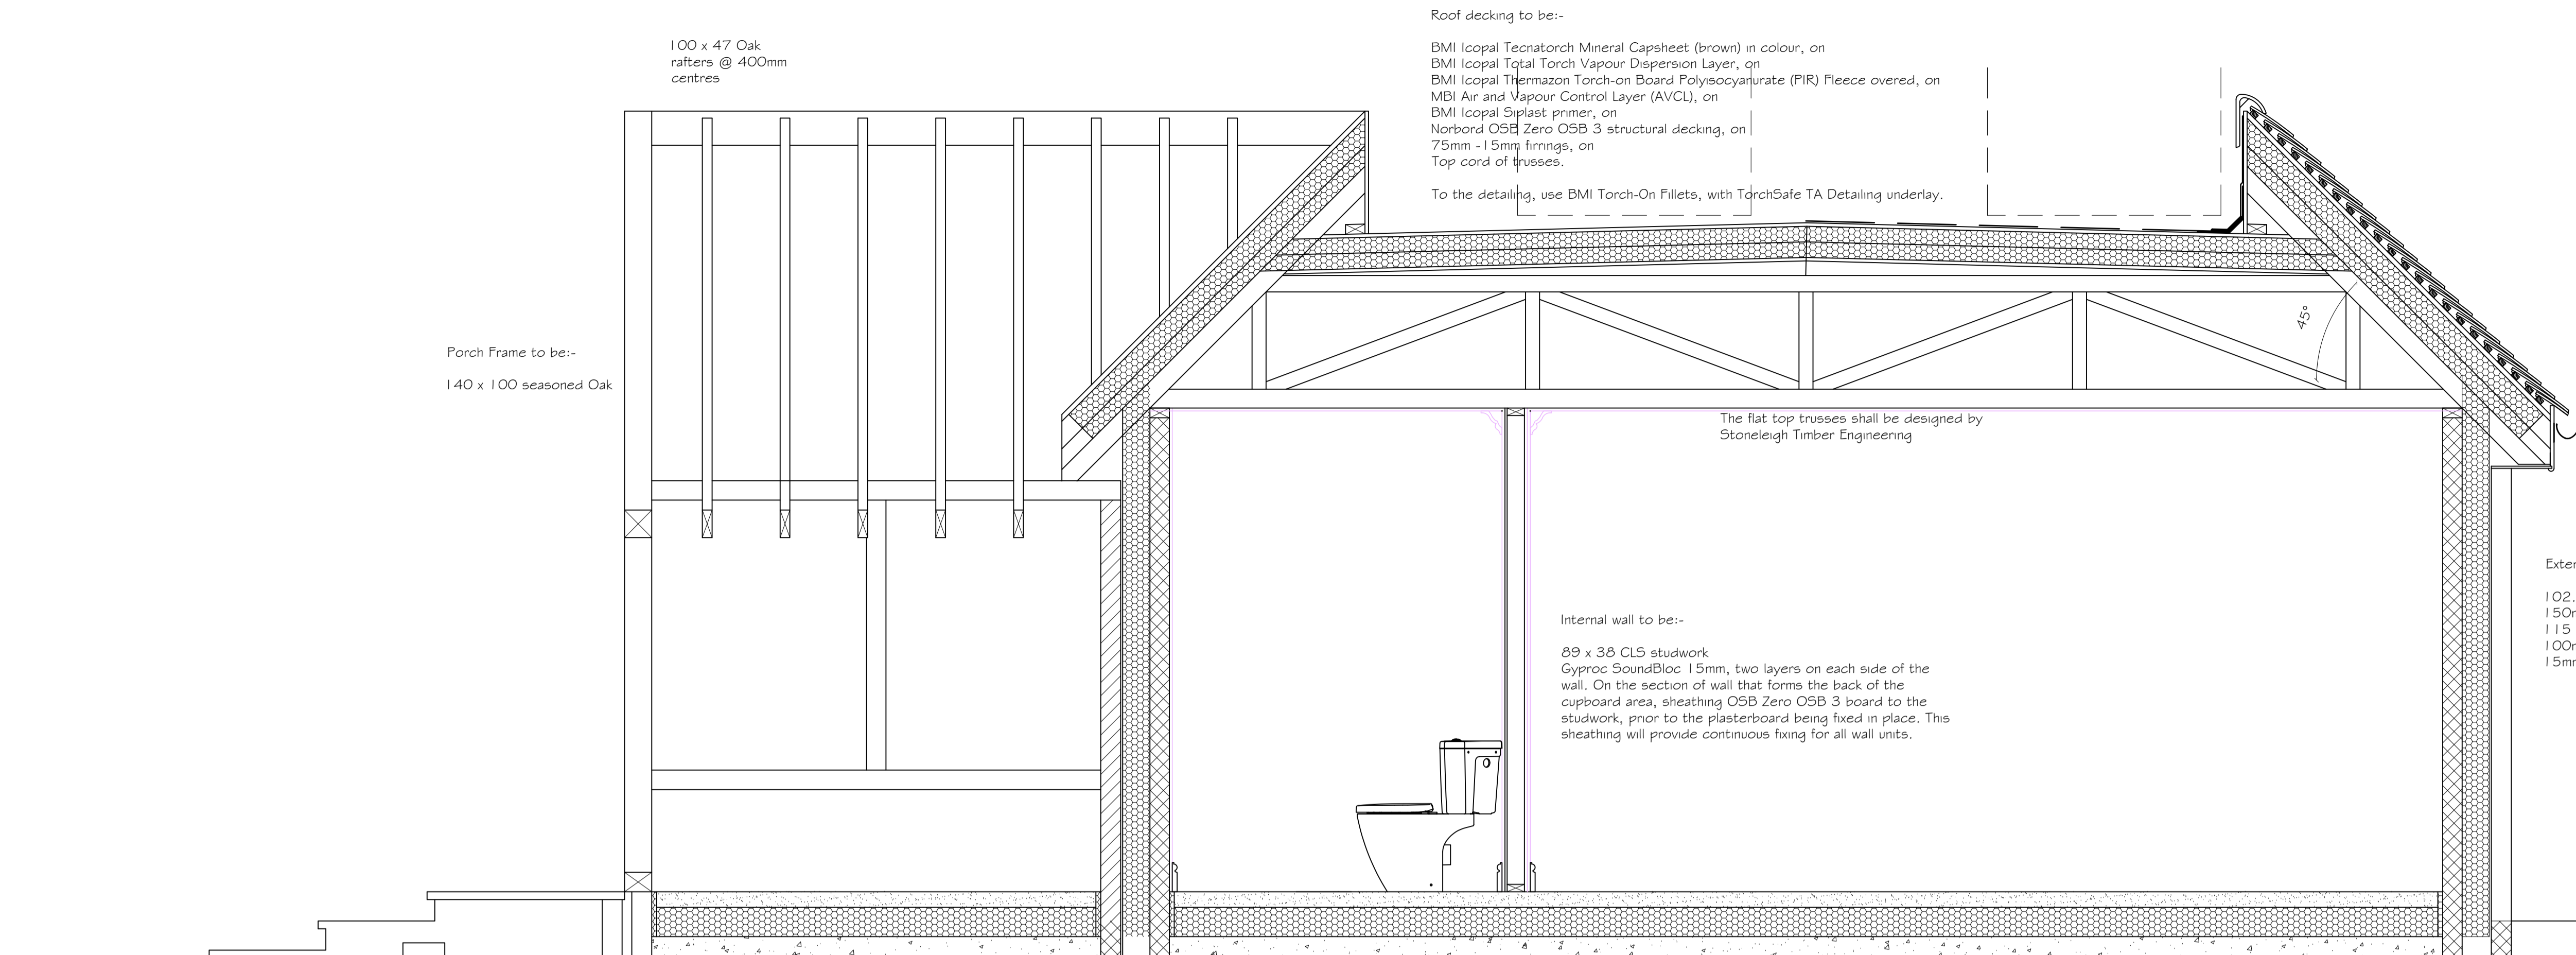 100 x 47 Oak
rafters @ 400mm
centres
Roof decking to be:-
BMI Icopal Tecnatorch Mineral Capsheet (brown) in colour, on
BMI Icopal Total Torch Vapour Dispersion Layer, on
BMI Icopal Thermazon Torch-on Board Polyisocyanurate (PIR) Fleece overed, on
MBI Air and Vapour Control Layer (AVCL), on
BMI Icopal Siplast primer, on
Norbord OSB Zero OSB 3 structural decking, on
75mm -15mm firrings, on
Top cord of trusses.
To the detailing, use BMI Torch-On Fillets, with TorchSafe TA Detailing underlay.
45°
Porch Frame to be:-
140 x 100 seasoned Oak
The flat top trusses shall be designed by
Stoneleigh Timber Engineering
Internal wall to be:-
89 x 38 CLS studwork
Gyproc SoundBloc 15mm, two layers on each side of the
wall. On the section of wall that forms the back of the
cupboard area, sheathing OSB Zero OSB 3 board to the
studwork, prior to the plasterboard being fixed in place. This
sheathing will provide continuous fixing for all wall units.
Exter
102.
150m
115
100m
15mm